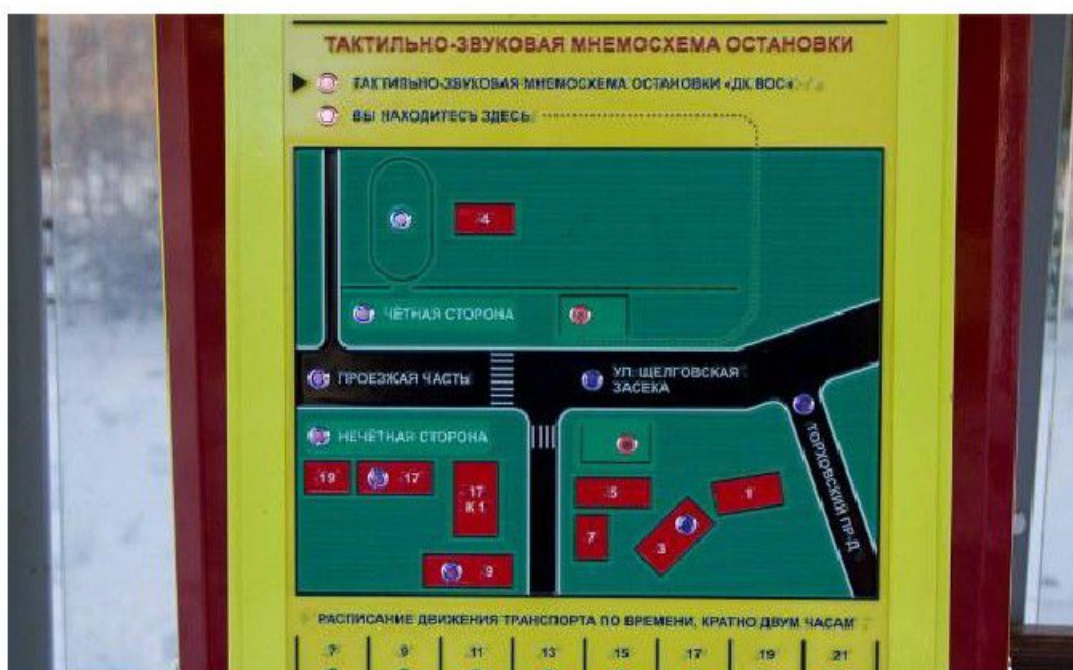 ТАКТИЛЬНО-ЗВУКОВАЯ МНЕМОСХЕМА ОСТАНОВКИ
ТАКТИЛЬНО-ЗВУКОВАЯ МНЕМОСХЕМА ОСТАНОВКИ «ДК ВОС»
ВЫ НАХОДИТЕСЬ ЗДЕСЬ
4
ЧЁТНАЯ СТОРОНА
ПРОЕЗЖАЯ ЧАСТЬ
УЛ. ЩЕЛГОВСКАЯ
ЗАСЕКА
НЕЧЁТНАЯ СТОРОНА
ТОРХОВСКИЙ ПР-Д
19
17
17
К 1
5
1
7
3
9
РАСПИСАНИЕ ДВИЖЕНИЯ ТРАНСПОРТА ПО ВРЕМЕНИ, КРАТНО ДВУМ ЧАСАМ
7 9 11 13 15 17 19 21